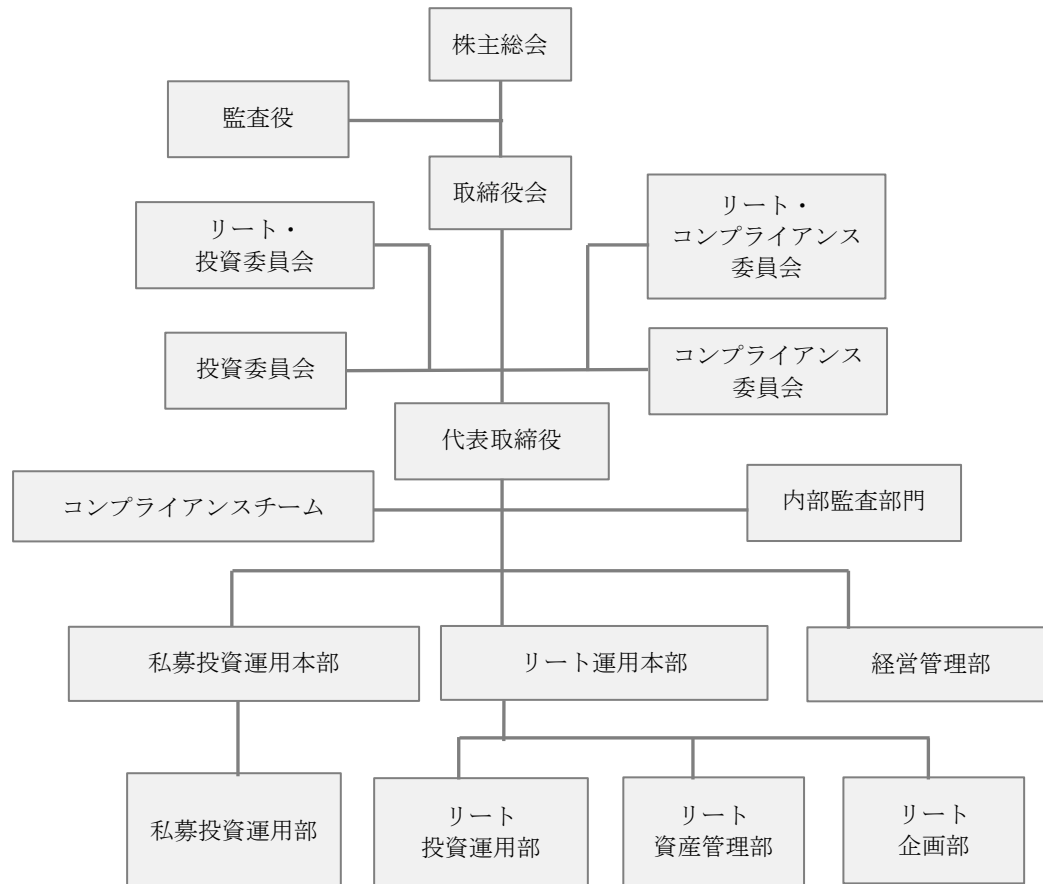 株主総会
監査役
取締役会
リート・
投資委員会
リート・
コンプライアンス
委員会
投資委員会
コンプライアンス
委員会
代表取締役
コンプライアンスチーム
内部監査部門
私募投資運用本部
リート運用本部
経営管理部
私募投資運用部
リート
投資運用部
リート
資産管理部
リート
企画部